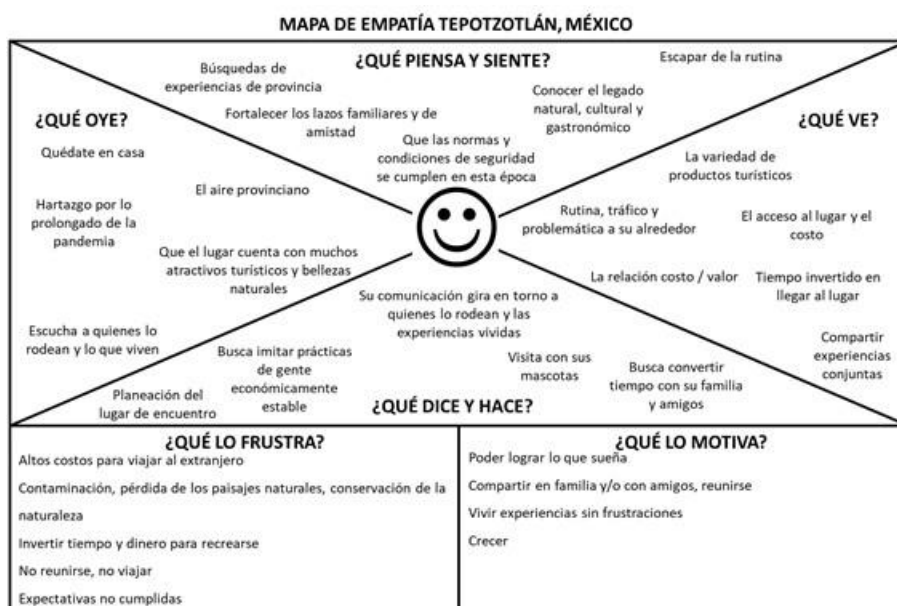 MAPA DE EMPATÍA TEPOTZOTLÁN, MÉXICO
¿QUÉ PIENSA Y SIENTE?
Búsquedas de
experiencias de provincia
Escapar de la rutina
Fortalecer los lazos familiares y de
amistad
Conocer el legado
natural, cultural y
gastronómico
Que las normas y
condiciones de seguridad
se cumplen en esta época
¿QUÉ OYE?
Quédate en casa
El aire provinciano
Hartazgo por lo
prolongado de la
pandemia
Que el lugar cuenta con muchos
atractivos turísticos y bellezas
naturales
Escucha a quienes lo
rodean y lo que viven
¿QUÉ VE?
La variedad de
productos turísticos
Rutina, tráfico y
problemática a su alrededor
El acceso al lugar y el
costo
La relación costo / valor
Tiempo invertido en
llegar al lugar
Compartir
experiencias
conjuntas
Su comunicación gira en torno a
quienes lo rodean y las
experiencias vividas
Busca imitar prácticas
de gente
económicamente
estable
Visita con sus
mascotas
Busca convertir
tiempo con su familia
y amigos
Planeación del
lugar de encuentro
¿QUÉ DICE Y HACE?
¿QUÉ LO FRUSTRA?
Altos costos para viajar al extranjero
Contaminación, pérdida de los paisajes naturales, conservación de la
naturaleza
Invertir tiempo y dinero para recrearse
No reunirse, no viajar
Expectativas no cumplidas
¿QUÉ LO MOTIVA?
Poder lograr lo que sueña
Compartir en familia y/o con amigos, reunirse
Vivir experiencias sin frustraciones
Crecer